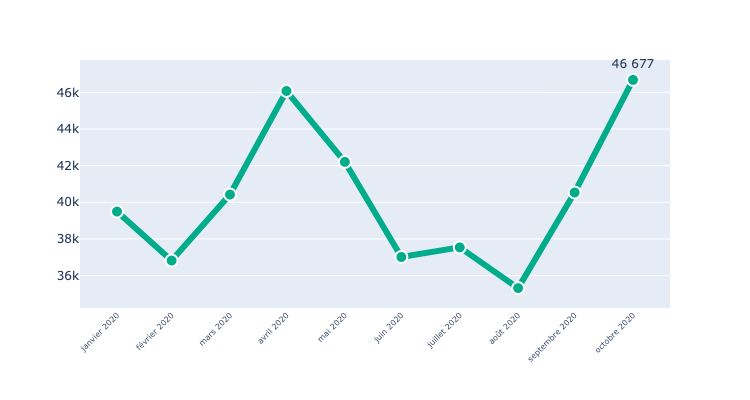 46 677
46k
44k
42k
40k
38k
36k
janvier 2020
février 2020
mars 2020
avril 2020
mai 2020
juin 2020
juillet 2020
août 2020
septembre 2020
octobre 2020